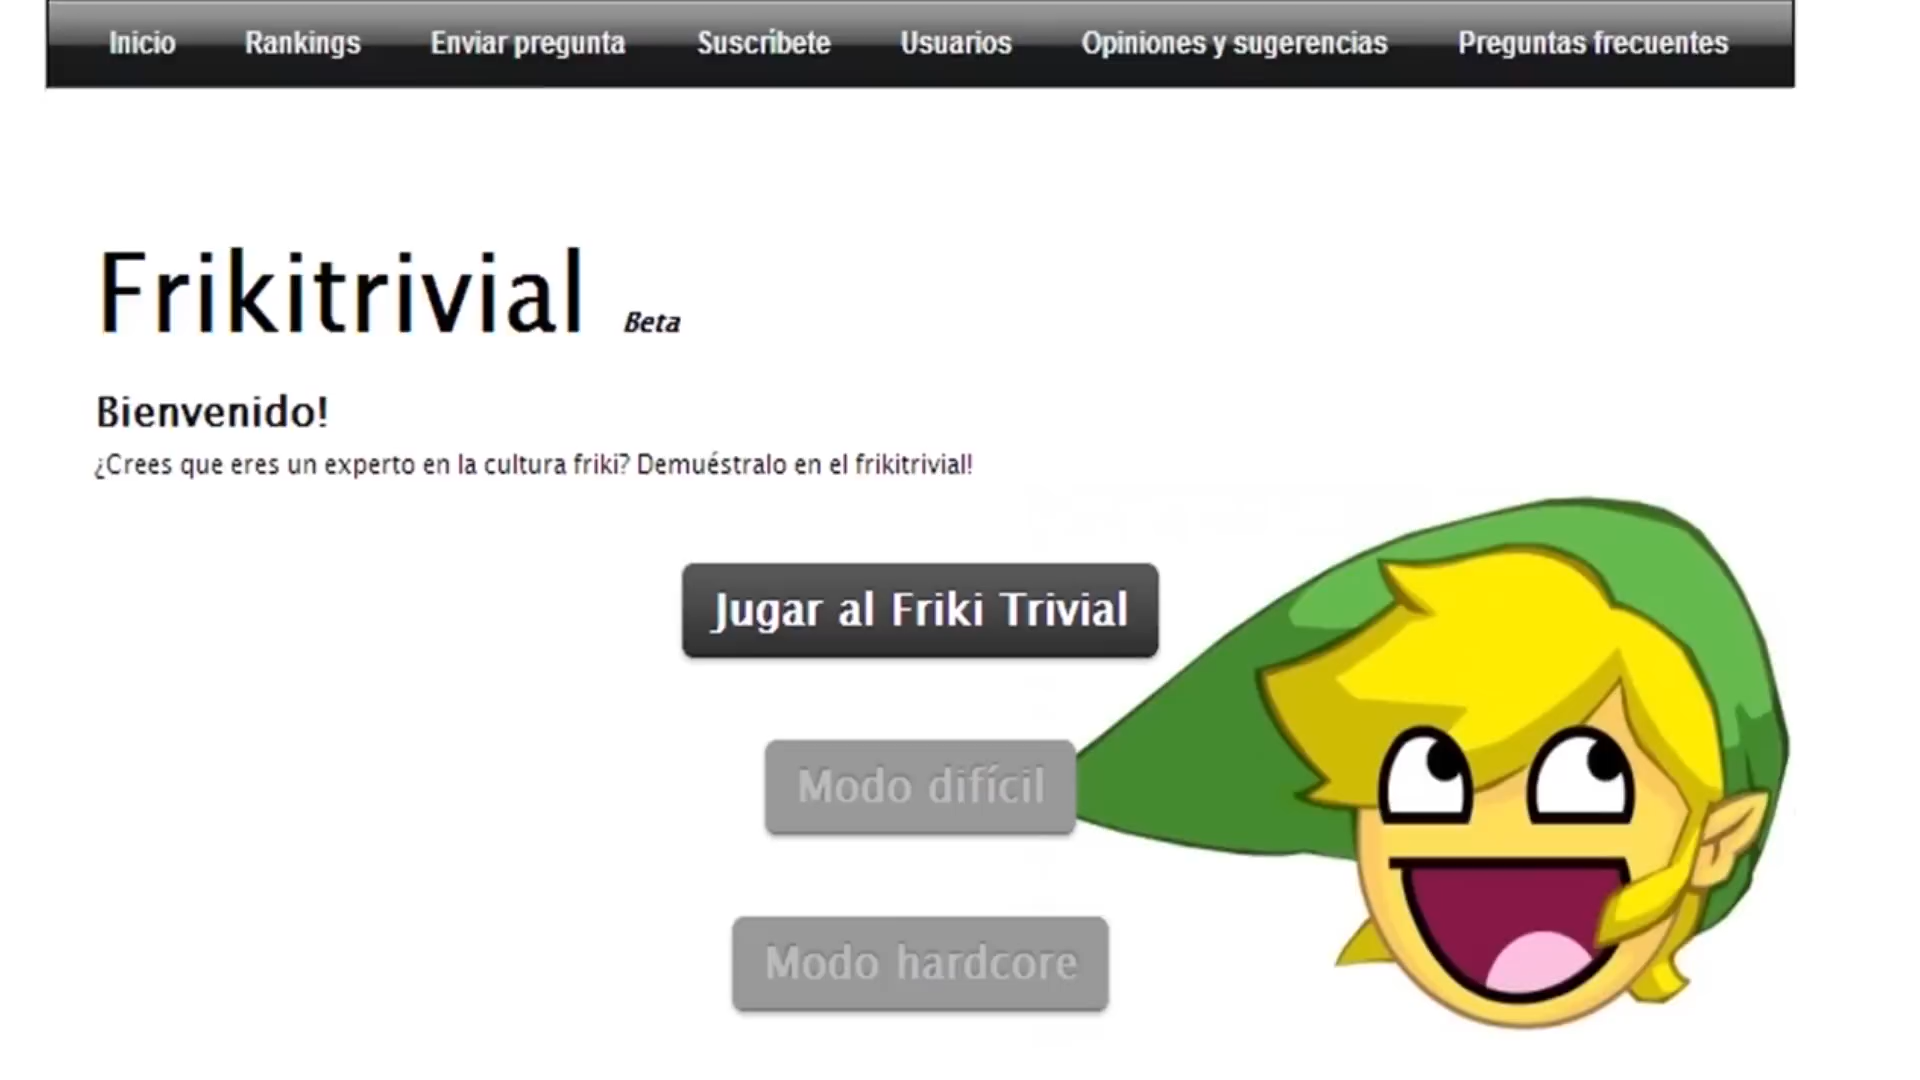 Inicio Rankings Enviar pregunta Suscríbete Usuarios Opiniones y sugerencias Preguntas frecuentes
Frikitrivial Beta
Bienvenido!
¿Crees que eres un experto en la cultura friki? Demuéstralo en el frikitrivial!
Jugar al Friki Trivial
Modo difícil
Modo hardcore